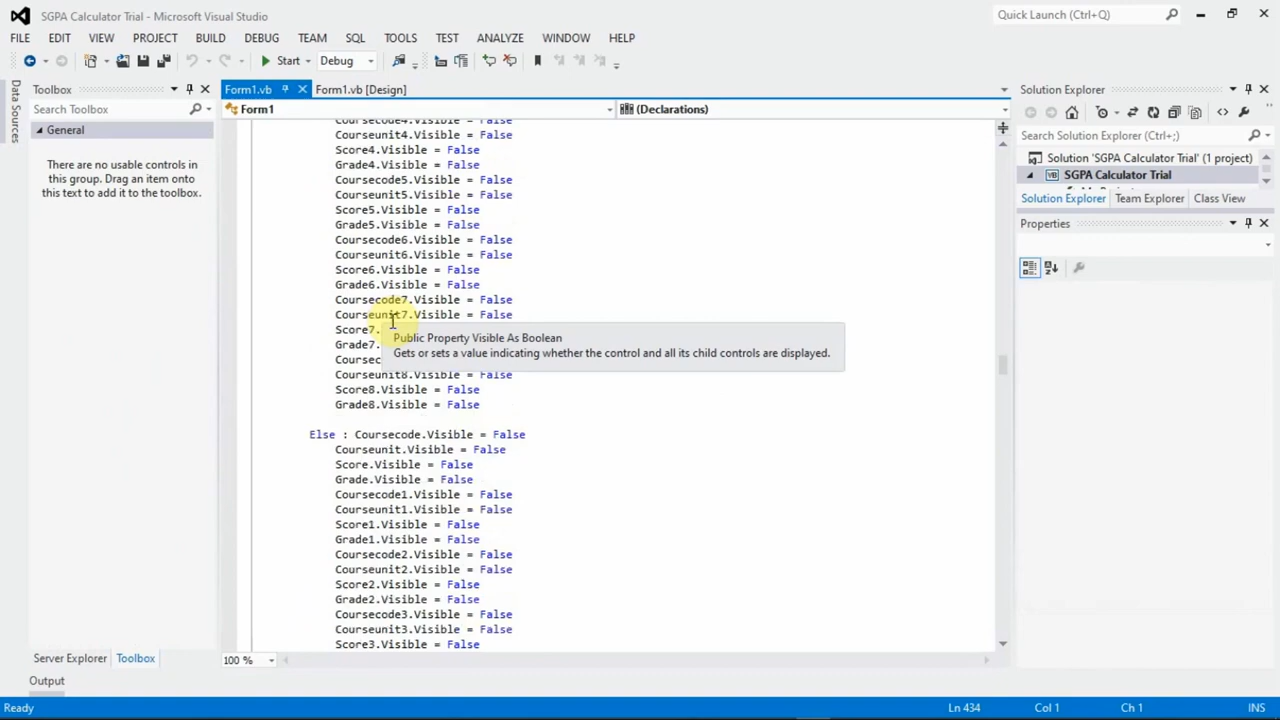 SGPA Calculator Trial - Microsoft Visual Studio
Quick Launch (Ctrl+Q)
FILE EDIT VIEW PROJECT BUILD DEBUG TEAM SQL TOOLS TEST ANALYZE WINDOW HELP
Start Debug
Data Sources
Toolbox
Search Toolbox
General
There are no usable controls in
this group. Drag an item onto
this text to add it to the toolbox.
Server Explorer Toolbox
Form1.vb Form1.vb [Design]
Form1 (Declarations)
Coursecode4.Visible = False
Courseunit4.Visible = False
Score4.Visible = False
Grade4.Visible = False
Coursecode5.Visible = False
Courseunit5.Visible = False
Score5.Visible = False
Grade5.Visible = False
Coursecode6.Visible = False
Courseunit6.Visible = False
Score6.Visible = False
Grade6.Visible = False
Coursecode7.Visible = False
Courseunit7.Visible = False
Score7.
Public Property Visible As Boolean
Grade7.
Gets or sets a value indicating whether the control and all its child controls are displayed.
Coursec
Courseunit8.Visible = False
Score8.Visible = False
Grade8.Visible = False
Else : Coursecode.Visible = False
Courseunit.Visible = False
Score.Visible = False
Grade.Visible = False
Coursecode1.Visible = False
Courseunit1.Visible = False
Score1.Visible = False
Grade1.Visible = False
Coursecode2.Visible = False
Courseunit2.Visible = False
Score2.Visible = False
Grade2.Visible = False
Coursecode3.Visible = False
Courseunit3.Visible = False
Score3.Visible = False
100 %
Solution Explorer
Search Solution Explorer (Ctrl+;)
Solution 'SGPA Calculator Trial' (1 project)
VB SGPA Calculator Trial
Solution Explorer Team Explorer Class View
Properties
Output
Ready Ln 434 Col 1 Ch 1 INS